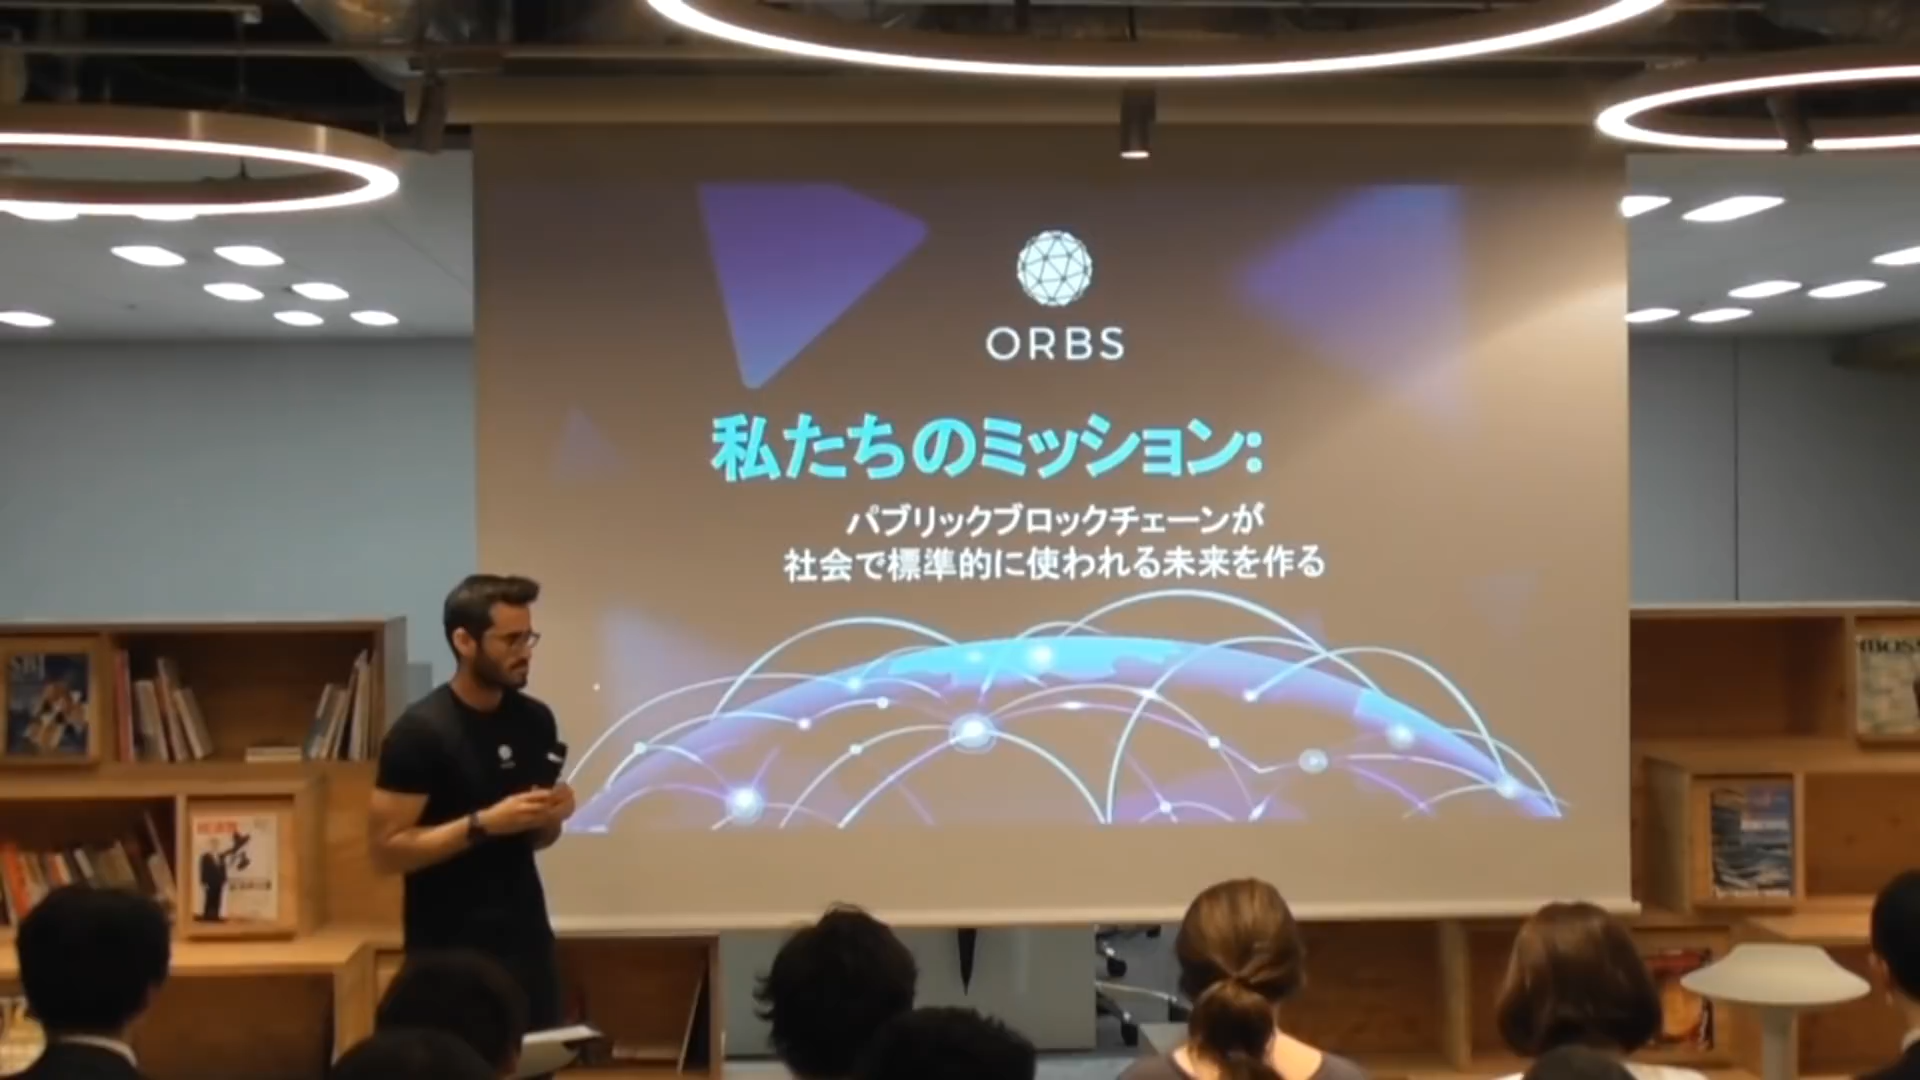 ORBS
私たちのミッション:
パブリックブロックチェーンが
社会で標準的に使われる未来を作る